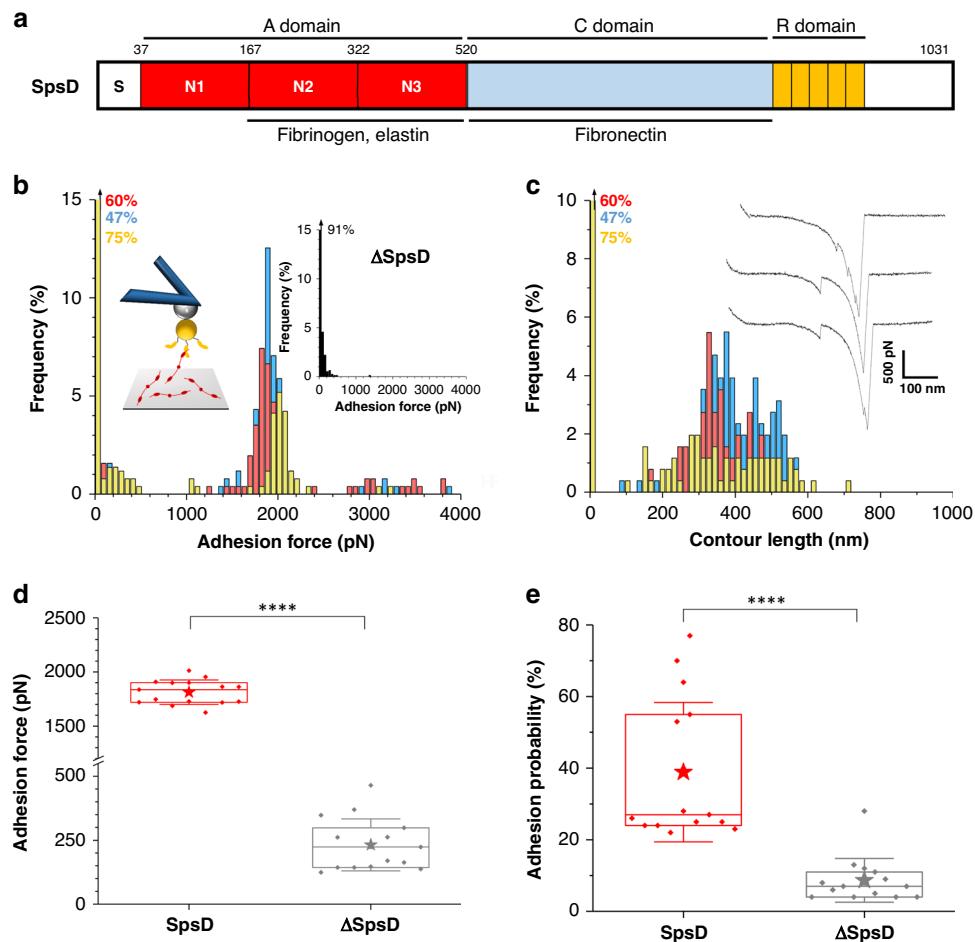 a
A domain C domain R domain
37 167 322 520 1031
SpsD S N1 N2 N3
Fibrinogen, elastin Fibronectin
b
15
10
5
0
Frequency (%)
60%
47%
75%
0 1000 2000 3000 4000
Adhesion force (pN)
91%
ΔSpsD
15
10
5
0
Frequency (%)
0 1000 2000 3000 4000
Adhesion force (pN)
c
10
8
6
4
2
0
Frequency (%)
60%
47%
75%
500 pN
100 nm
0 200 400 600 800 1000
Contour length (nm)
d
2500
2000
1500
500
250
0
Adhesion force (pN)
****
SpsD ΔSpsD
e
80
60
40
20
0
Adhesion probability (%)
****
SpsD ΔSpsD